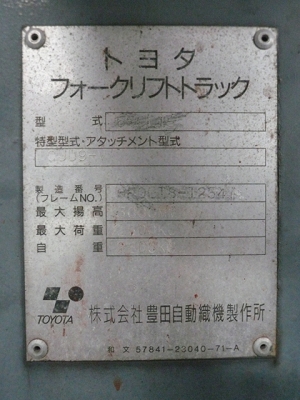 トヨタ
フォークリフトトラック
型式
特型型式・アタッチメント型式
製造番号
(フレームNO.)
最大揚高
最大荷重
自重
TOYOTA 株式会社豊田自動織機製作所
和文 57841-23040-71-A